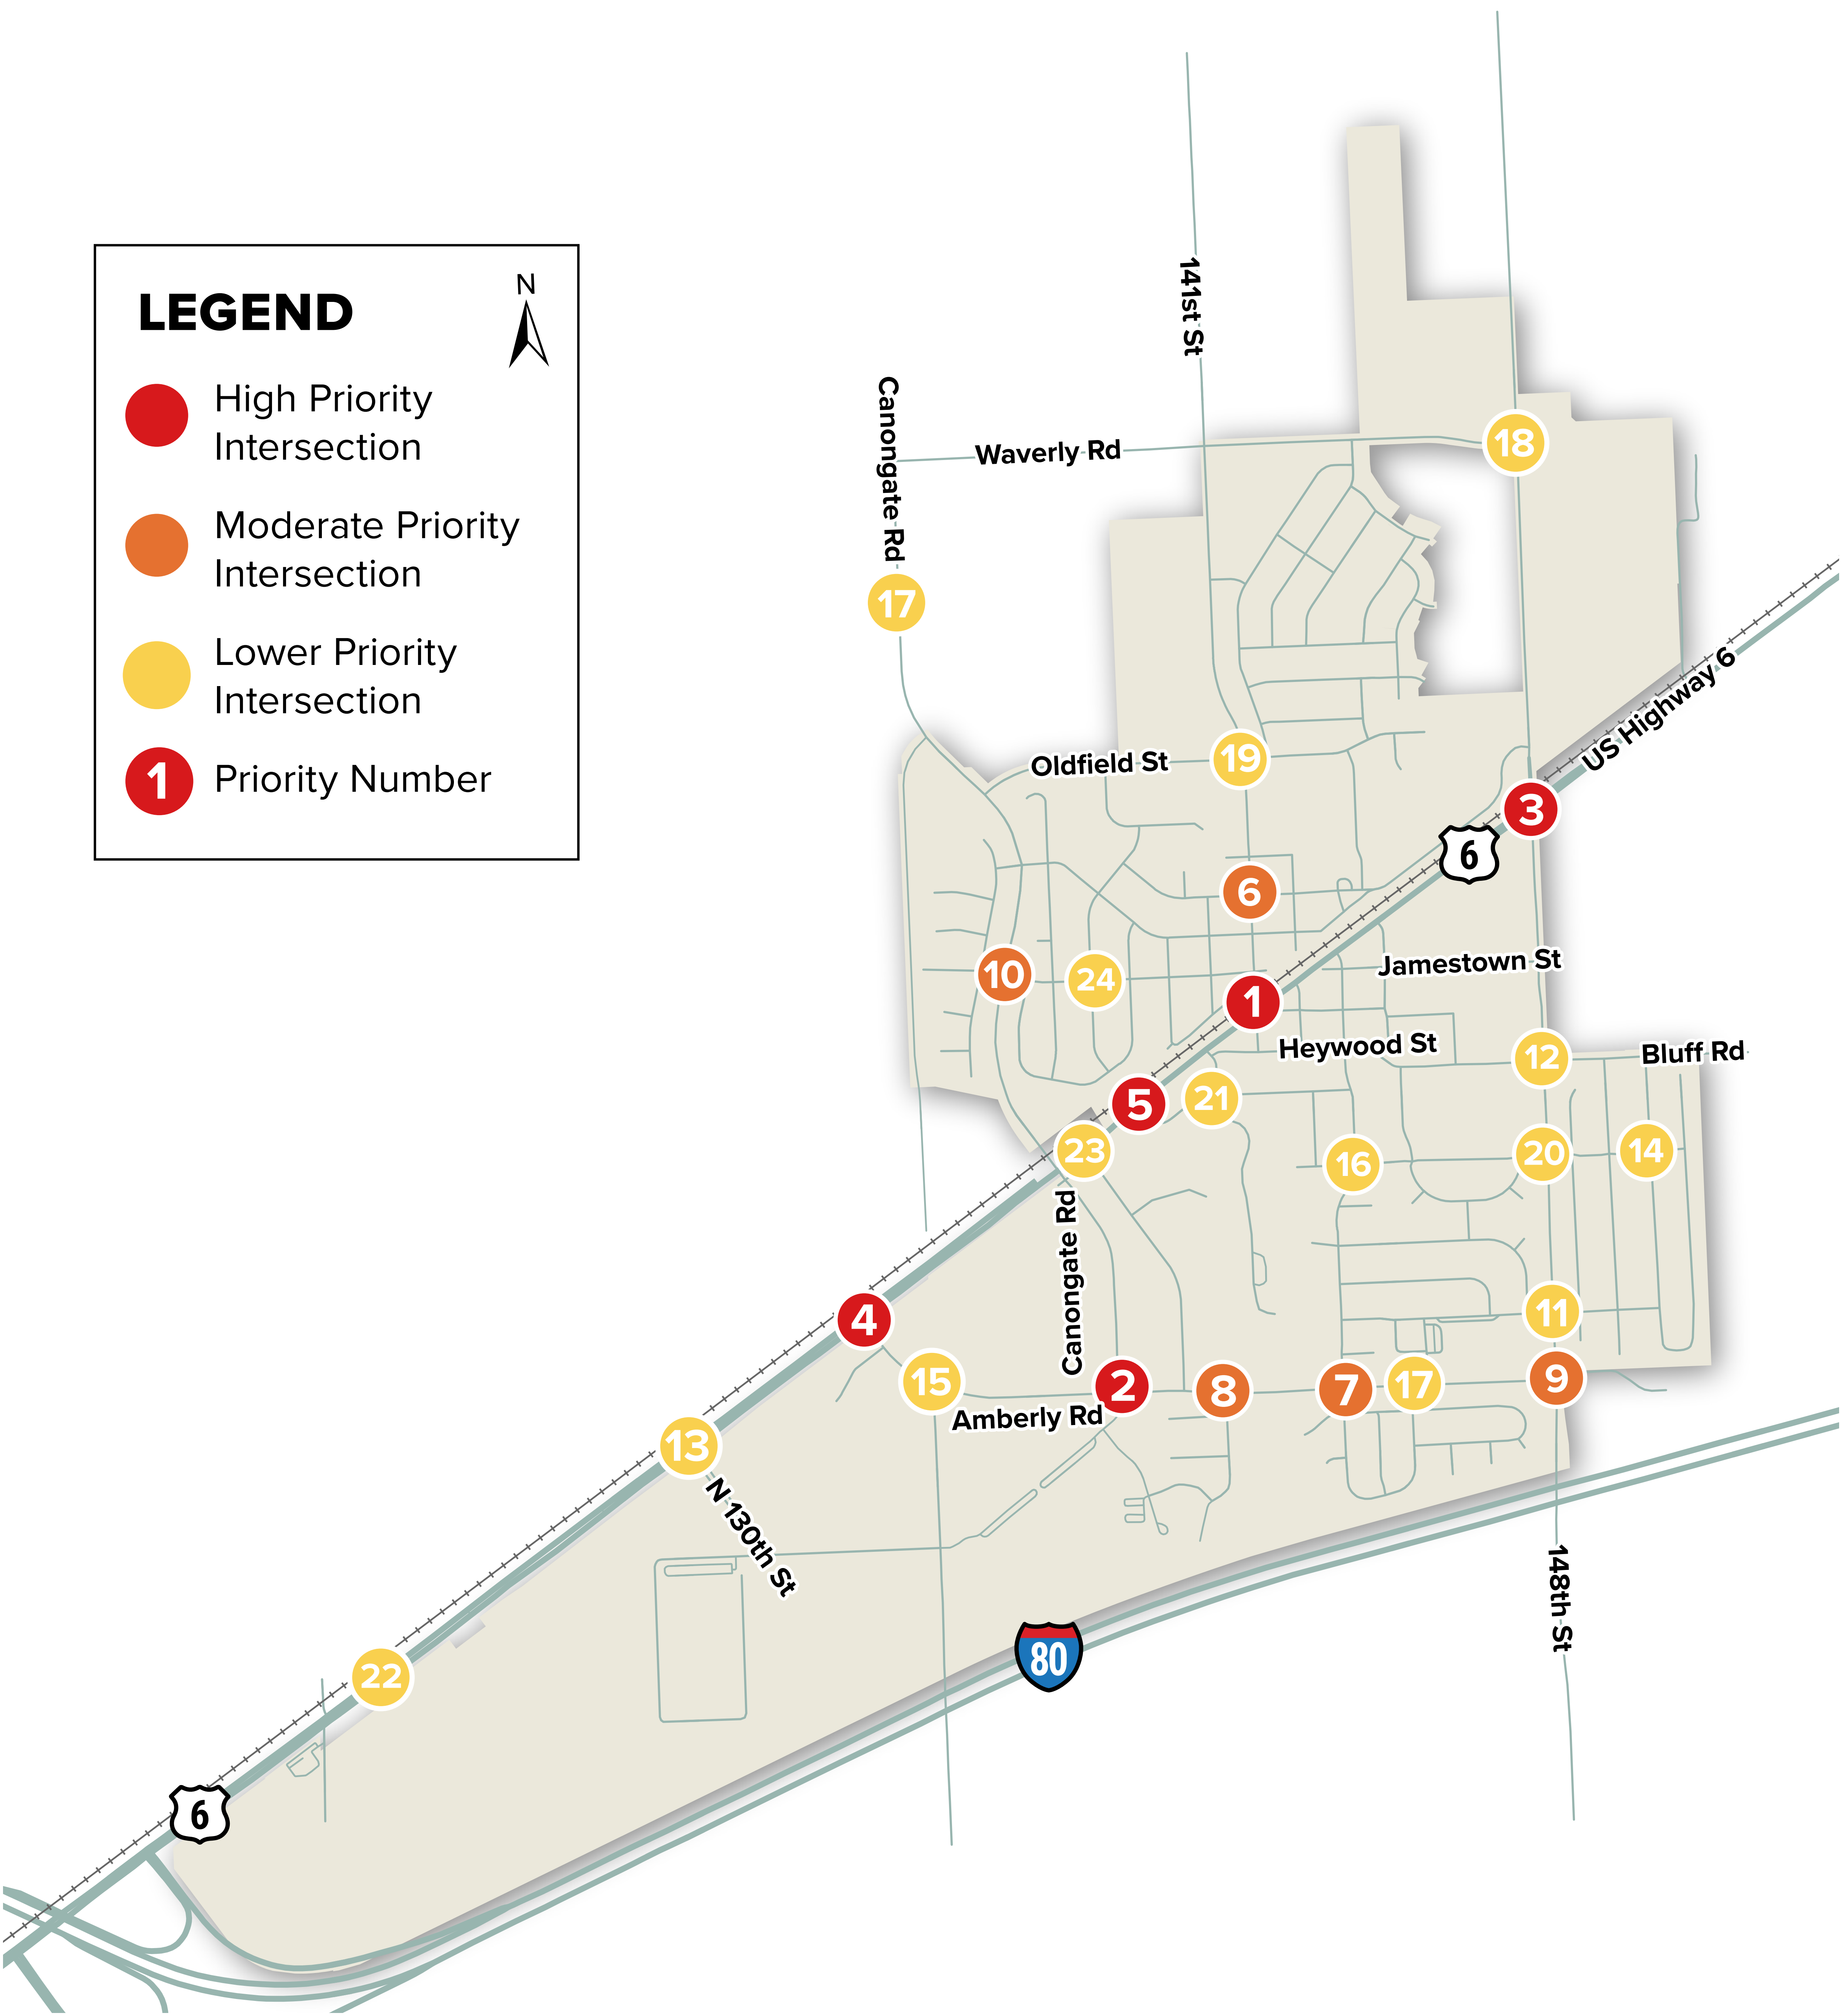 N
LEGEND
High Priority
Intersection
Moderate Priority
Intersection
Lower Priority
Intersection
1
Priority Number
141st St
Canongate Rd
Waverly Rd
18
17
US Highway 6
Oldfield St
19
3
6
6
10
24
Jamestown St
1
Heywood St
12
Bluff Rd
5
21
23
16
20
14
Canongate Rd
4
11
15
2
8
7
17
9
Amberly Rd
13
N 130th St
148th St
80
22
6